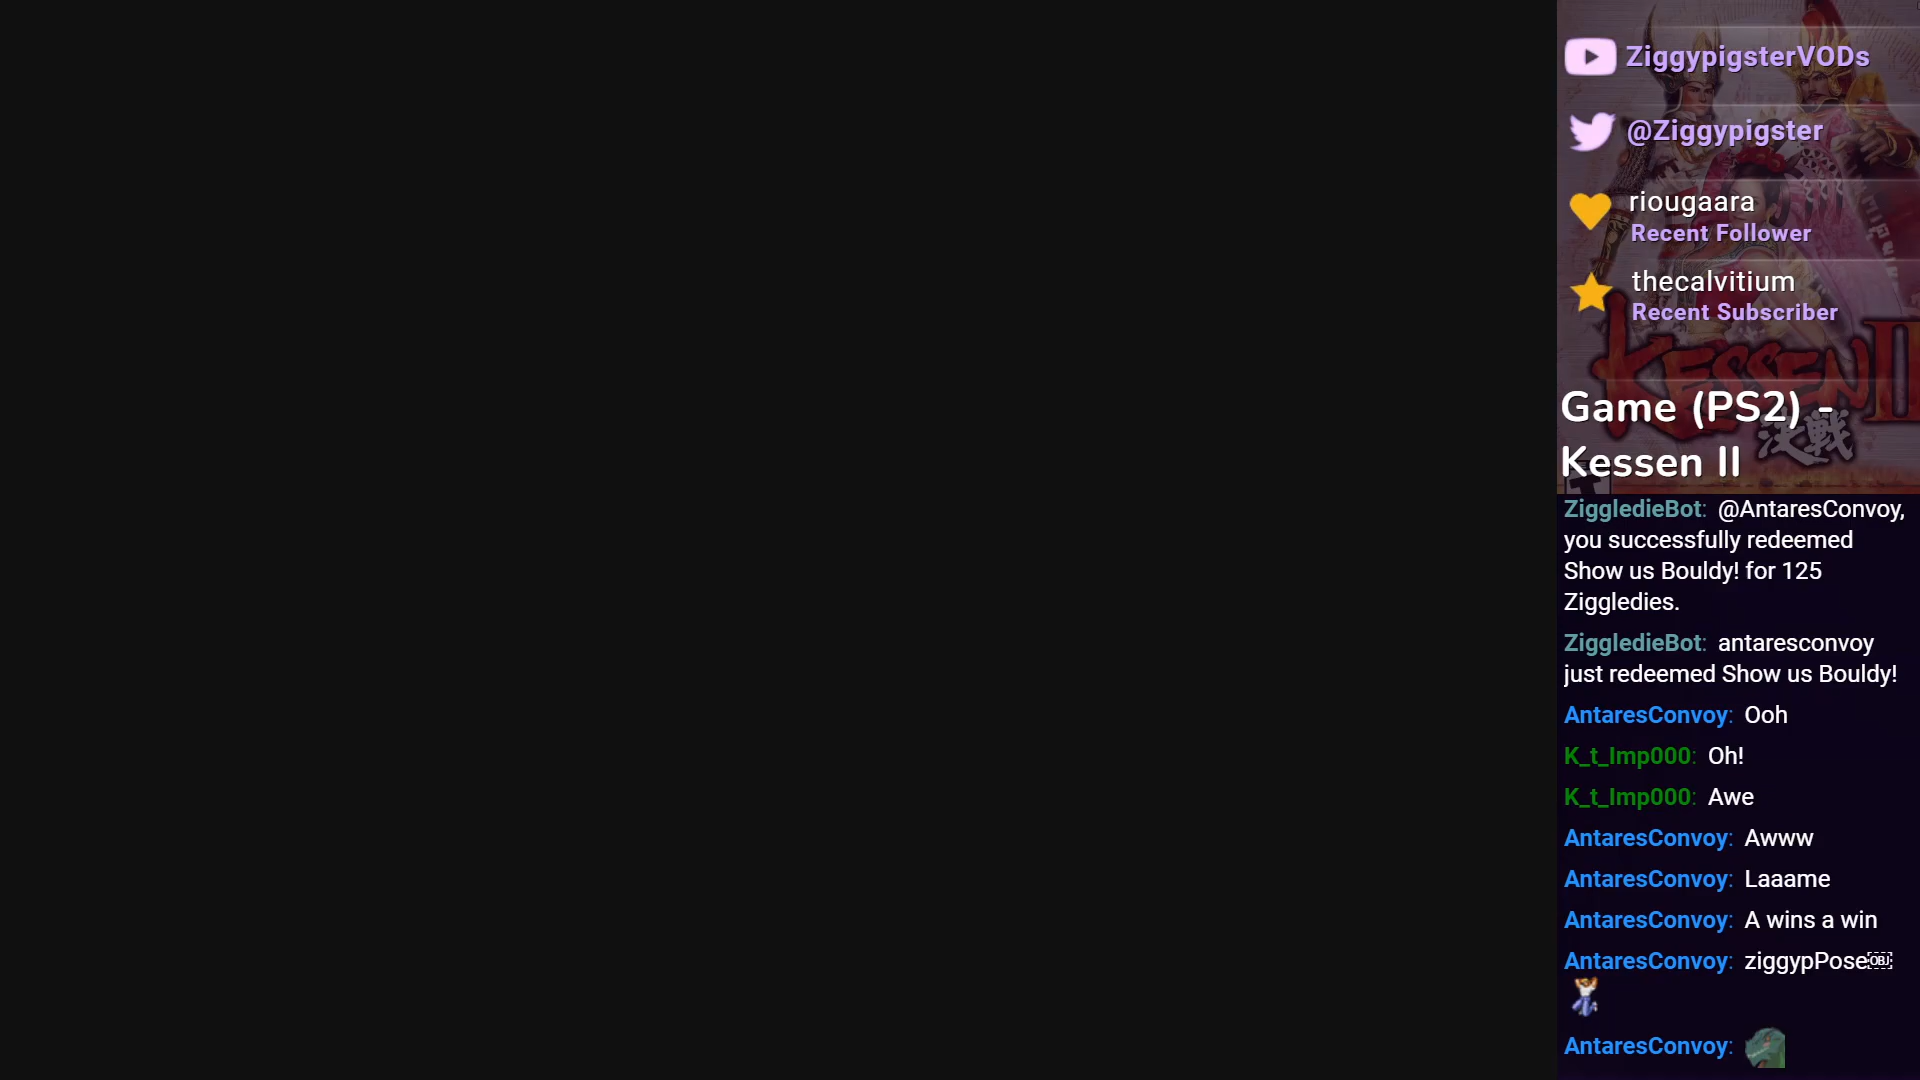 ZiggypigsterVODs
@Ziggypigster
riougaara
Recent Follower
thecalvitium
Recent Subscriber
KESSEN II
Game (PS2) -
決戦
Kessen II
T
ZiggledieBot: @AntaresConvoy,
you successfully redeemed
Show us Bouldy! for 125
Ziggledies.
ZiggledieBot: antaresconvoy
just redeemed Show us Bouldy!
AntaresConvoy: Ooh
K_t_Imp000: Oh!
K_t_Imp000: Awe
AntaresConvoy: Awww
AntaresConvoy: Laaame
AntaresConvoy: A wins a win
AntaresConvoy: ziggypPose￼
AntaresConvoy: